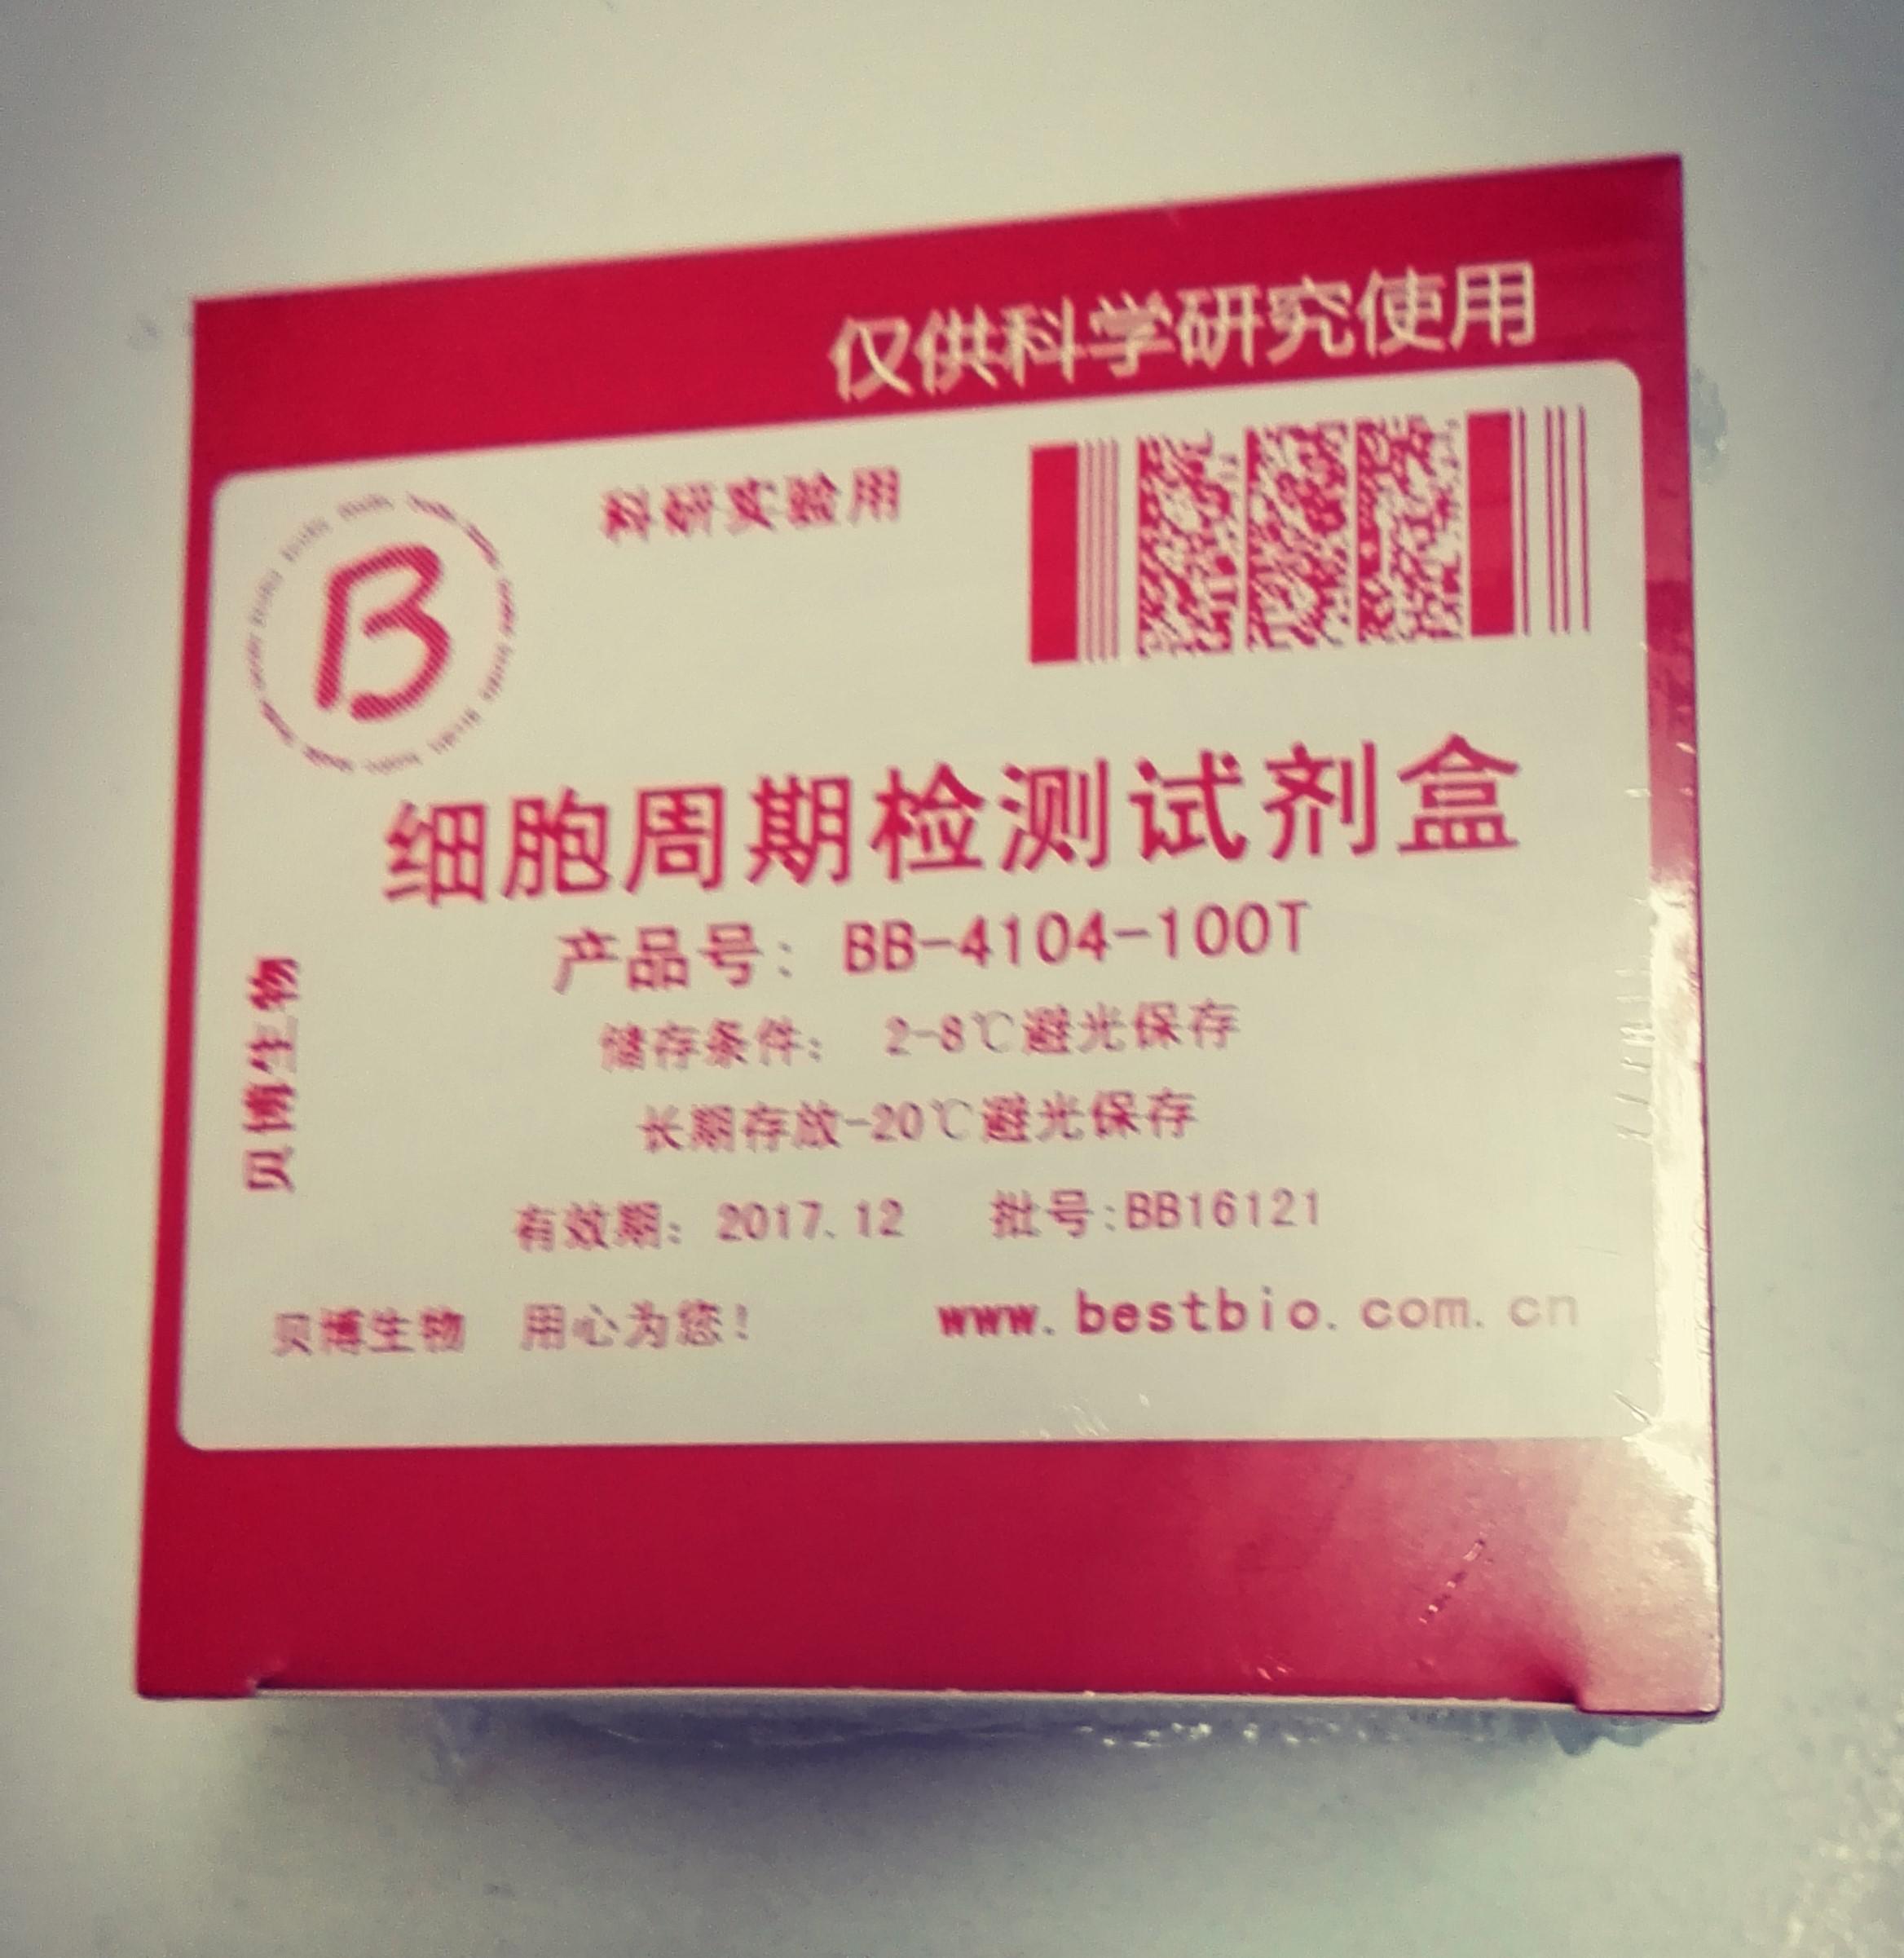 仅供科学研究使用
科研实验用
B
细胞周期检测试剂盒
产品号: BB-4104-100T
储存条件: 2-8℃避光保存
长期存放-20℃避光保存
有效期: 2017.12 批号:BB16121
贝博生物
贝博生物 用心为您!
www.bestbio.com.cn